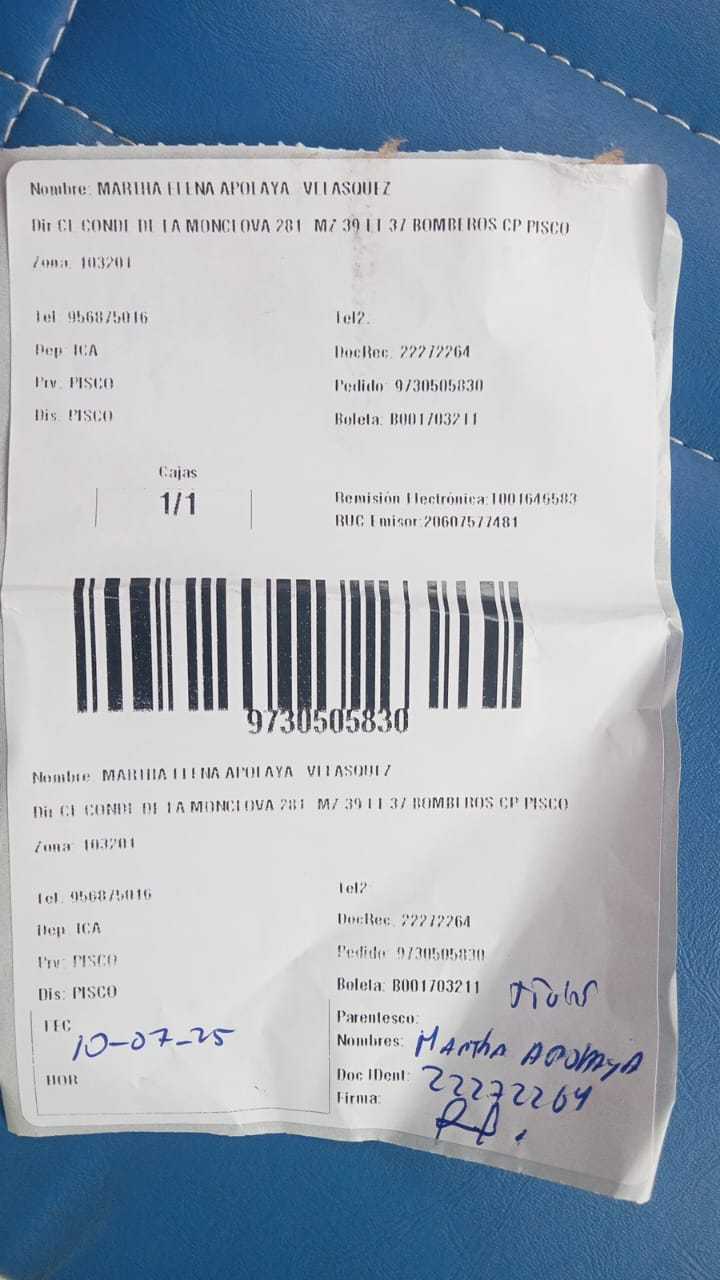 Nombre: MARTHA ELENA APOLAYA VELASQUEZ
Dir CL CONDE DE LA MONCLOVA 281 MZ 39 LT 37 BOMBEROS CP PISCO
Zona: 103201
Tel: 956875016 Tel2:
Dep: ICA DocRec: 22272264
Prv: PISCO Pedido: 9730505830
Dis: PISCO Boleta: B001703211
Cajas
1/1
Remisión Electrónica:T001646583
RUC Emisor:20607577481
9730505830
Nombre: MARTHA ELENA APOLAYA VELASQUEZ
Dir CL CONDE DE LA MONCLOVA 281 MZ 39 LT 37 BOMBEROS CP PISCO
Zona: 103201
Tel: 956875016 Tel2:
Dep: ICA DocRec: 22272264
Prv: PISCO Pedido: 9730505830
Dis: PISCO Boleta: B001703211
FEC 10-07-25
HOR
Parentesco:
Nombres: Martha APOLAYA
Doc IDent: 22272264
Firma: